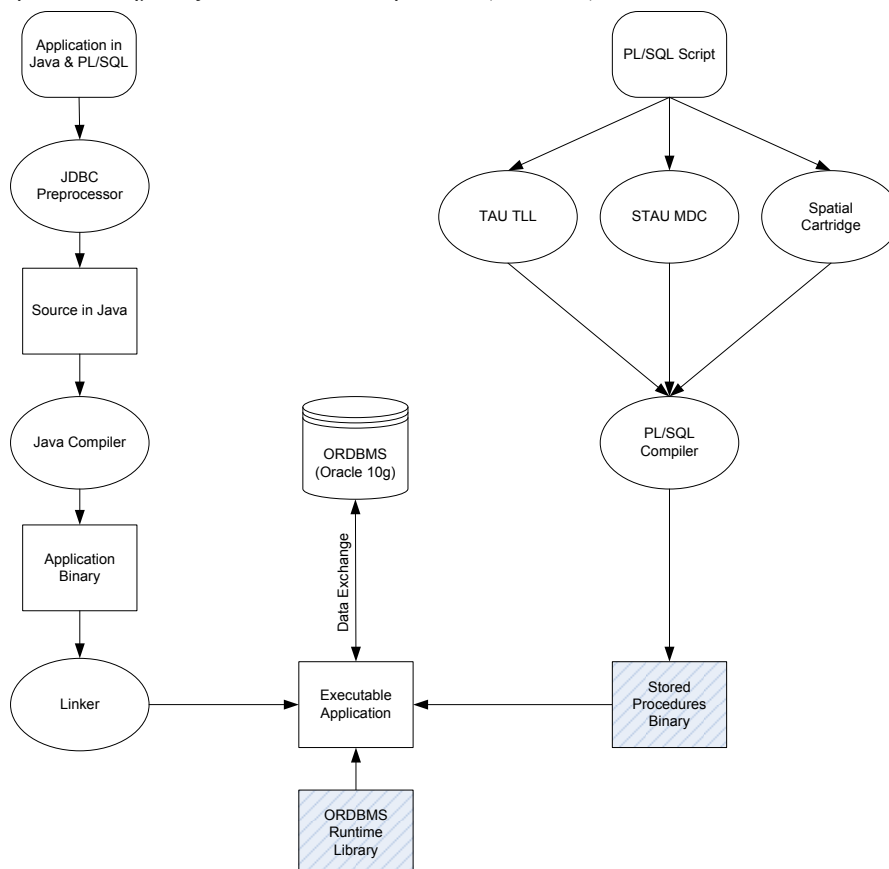 Application in
Java & PL/SQL
PL/SQL Script
JDBC
Preprocessor
TAU TLL
STAU MDC
Spatial
Cartridge
Source in Java
Java Compiler
ORDBMS
(Oracle 10g)
PL/SQL
Compiler
Application
Binary
Data Exchange
Linker
Executable
Application
Stored
Procedures
Binary
ORDBMS
Runtime
Library